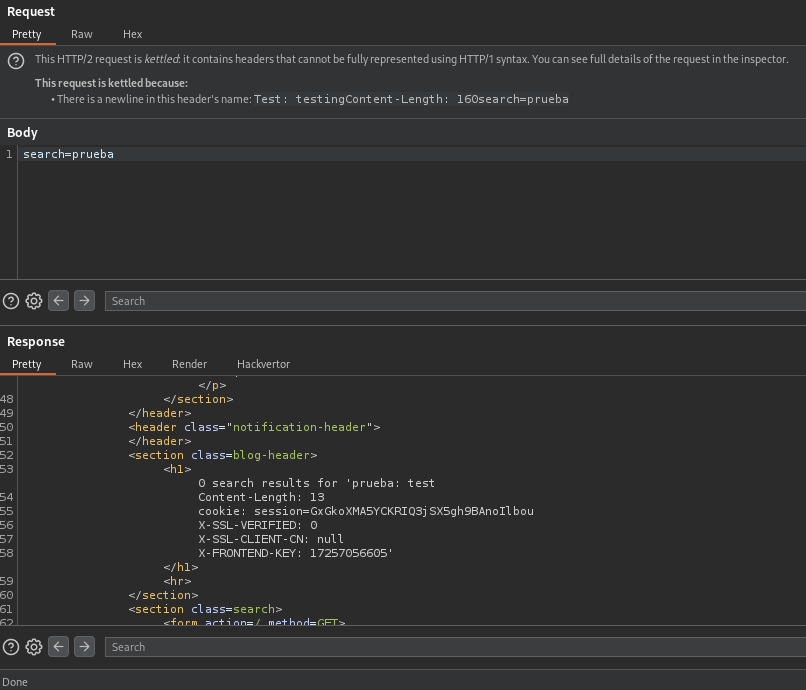 Request
Pretty Raw Hex
This HTTP/2 request is kettled: it contains headers that cannot be fully represented using HTTP/1 syntax. You can see full details of the request in the inspector.
This request is kettled because:
• There is a newline in this header's name: Test: testingContent-Length: 160search=prueba
Body
1 search=prueba
Search
Response
Pretty Raw Hex Render Hackvertor
</p>
48 </section>
49 </header>
50 <header class="notification-header">
51 </header>
52 <section class=blog-header>
53 <h1>
0 search results for 'prueba: test
54 Content-Length: 13
55 cookie: session=GxGkoXMA5YCKRIQ3jSX5gh9BAnoIlbou
56 X-SSL-VERIFIED: 0
57 X-SSL-CLIENT-CN: null
58 X-FRONTEND-KEY: 17257056605'
</h1>
59 <hr>
60 </section>
61 <section class=search>
62 <form action=/ method=GET>
Search
Done